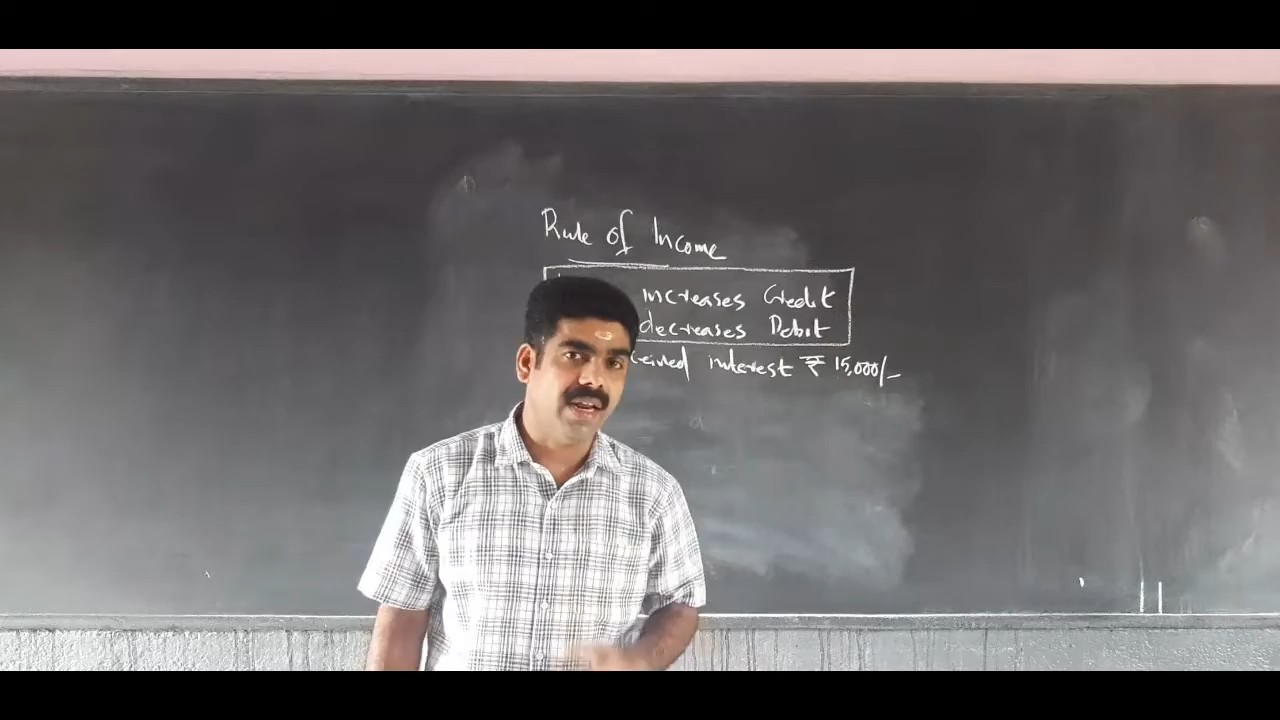 Rule of Income
increases Credit
decreases Debit
ceived interest ₹ 15,000/-